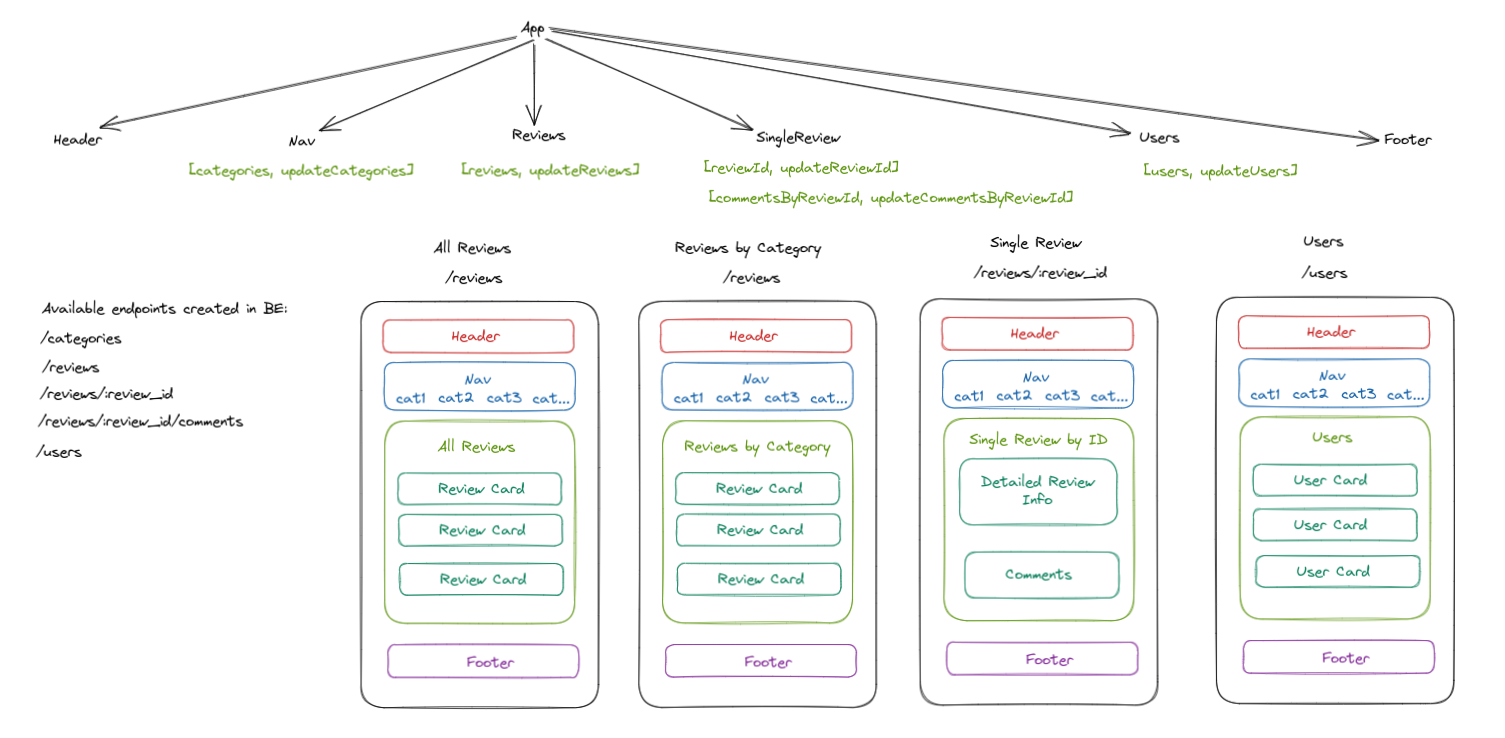 App
Header
Nav
Reviews
SingleReview
Users
Footer
[categories, updateCategories]
[reviews, updateReviews]
[reviewId, updateReviewId]
[commentsByReviewId, updateCommentsByReviewId]
[users, updateUsers]
Available endpoints created in BE:
/categories
/reviews
/reviews/:review_id
/reviews/:review_id/comments
/users
All Reviews
/reviews
Header
Nav
cat1 cat2 cat3 cat...
All Reviews
Review Card
Review Card
Review Card
Footer
Reviews by Category
/reviews
Header
Nav
cat1 cat2 cat3 cat...
Reviews by Category
Review Card
Review Card
Review Card
Footer
Single Review
/reviews/:review_id
Header
Nav
cat1 cat2 cat3 cat...
Single Review by ID
Detailed Review
Info
Comments
Footer
Users
/users
Header
Nav
cat1 cat2 cat3 cat...
Users
User Card
User Card
User Card
Footer